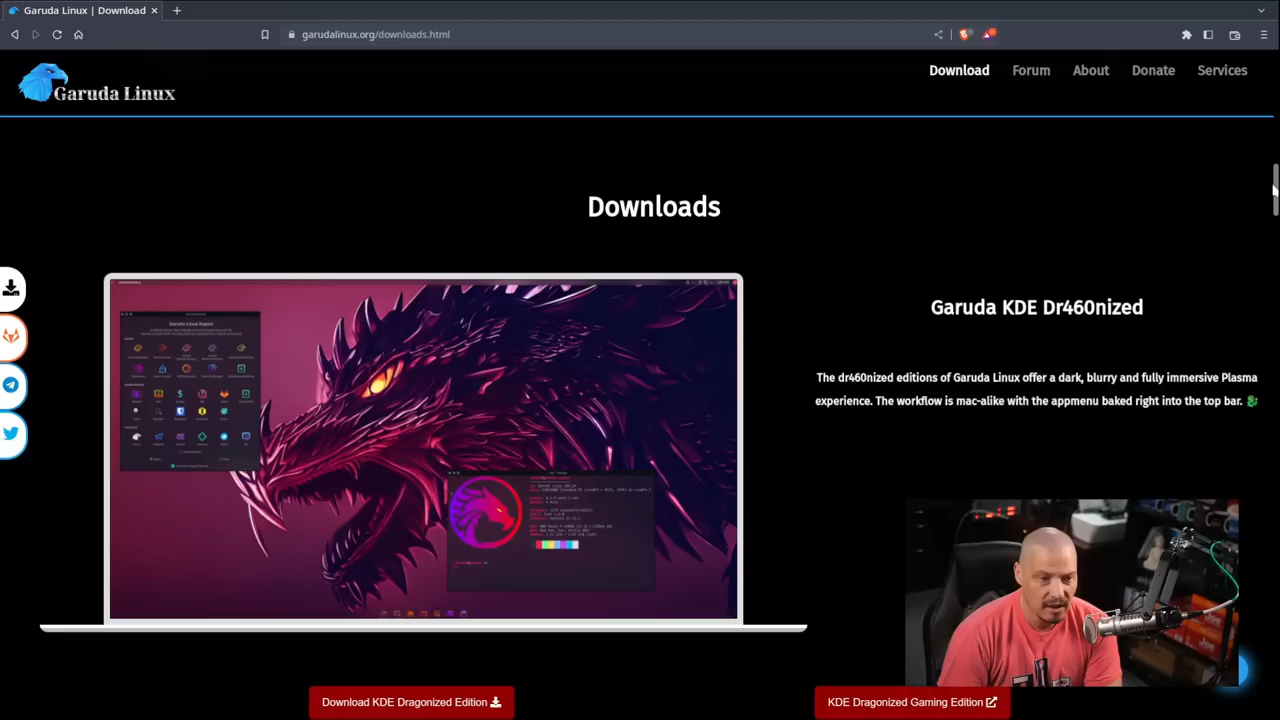 Garuda Linux | Download
garudalinux.org/downloads.html
Garuda Linux
Download
Forum
About
Donate
Services
Downloads
Garuda KDE Dr460nized
The dr460nized editions of Garuda Linux offer a dark, blurry and fully immersive Plasma
experience. The workflow is mac-alike with the appmenu baked right into the top bar. 🐉
Download KDE Dragonized Edition
KDE Dragonized Gaming Edition